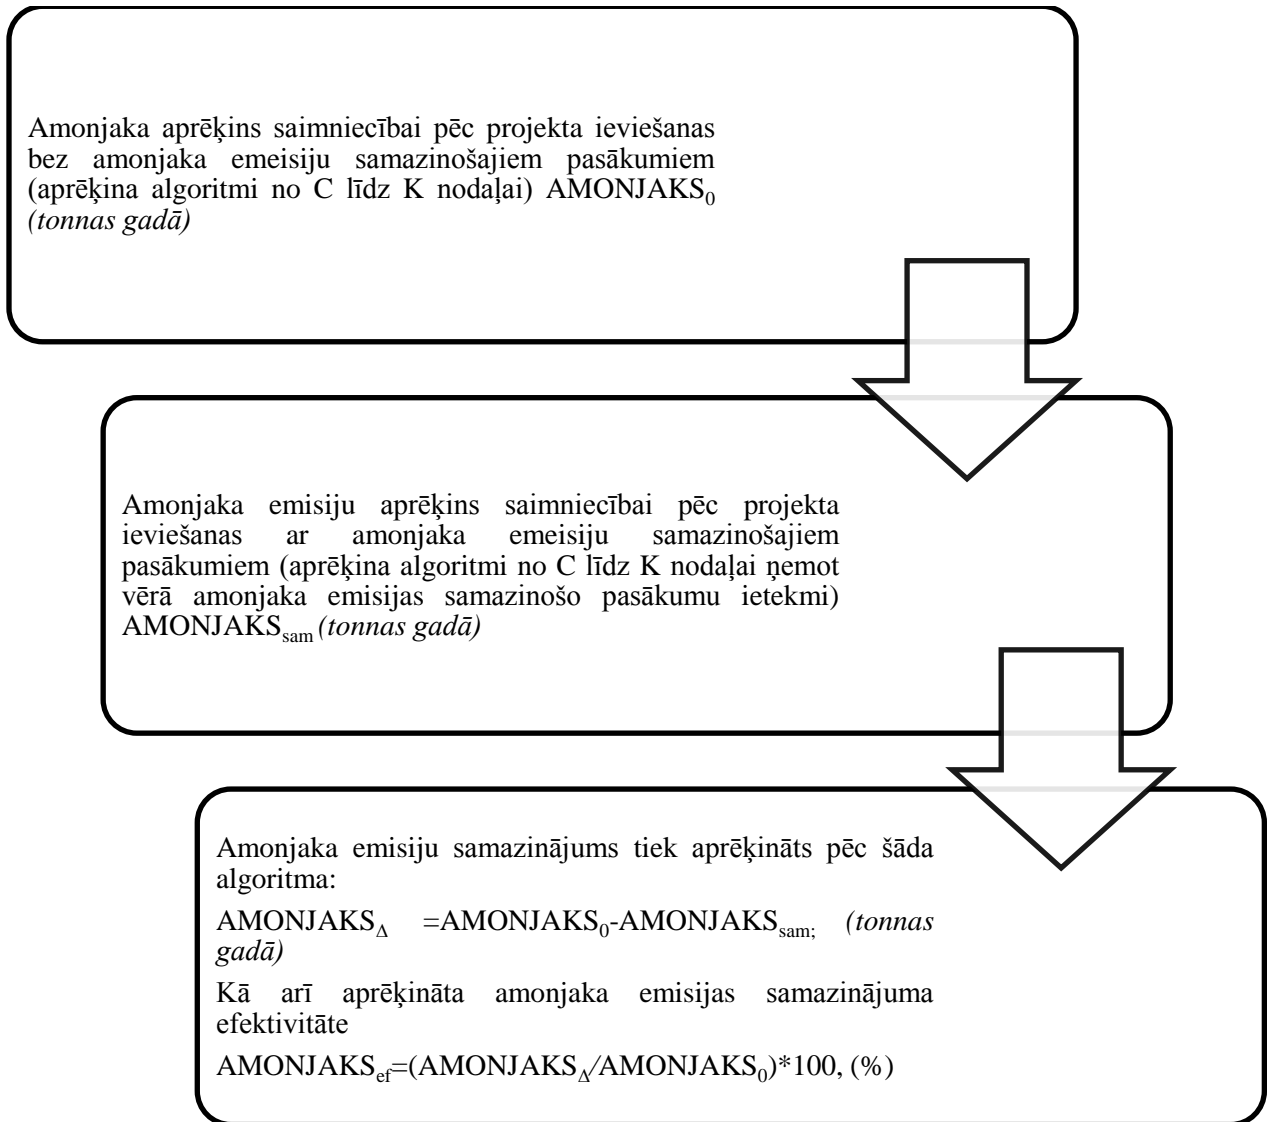 Amonjaka aprēķins saimniecībai pēc projekta ieviešanas
bez amonjaka emeisiju samazinošajiem pasākumiem
(aprēķina algoritmi no C līdz K nodaļai) AMONJAKS₀
(tonnas gadā)
Amonjaka emisiju aprēķins saimniecībai pēc projekta
ieviešanas ar amonjaka emeisiju samazinošajiem
pasākumiem (aprēķina algoritmi no C līdz K nodaļai ņemot
vērā amonjaka emisijas samazinošo pasākumu ietekmi)
AMONJAKSsam (tonnas gadā)
Amonjaka emisiju samazinājums tiek aprēķināts pēc šāda
algoritma:
AMONJAKSΔ =AMONJAKS₀-AMONJAKSsam; (tonnas
gadā)
Kā arī aprēķināta amonjaka emisijas samazinājuma
efektivitāte
AMONJAKSef=(AMONJAKSΔ/AMONJAKS₀)*100, (%)